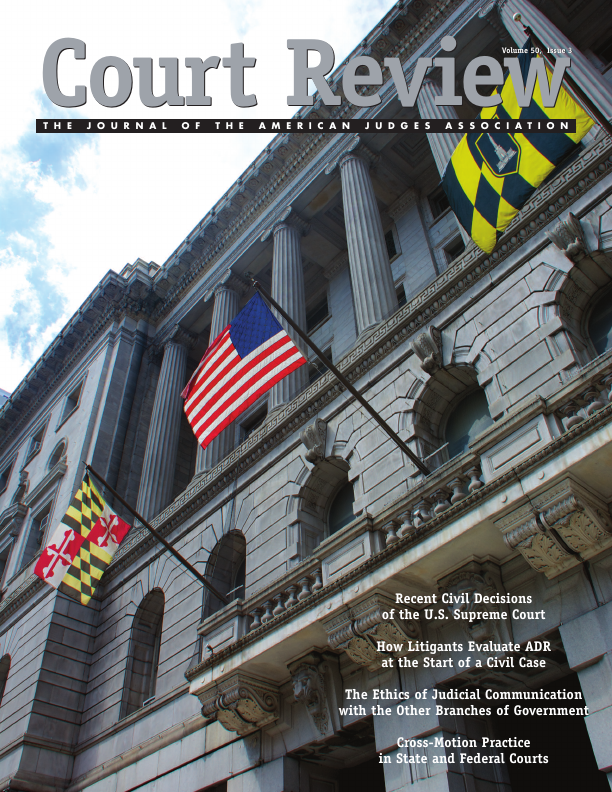 Volume 50, Issue 3
Court Review
THE JOURNAL OF THE AMERICAN JUDGES ASSOCIATION
Recent Civil Decisions
of the U.S. Supreme Court
How Litigants Evaluate ADR
at the Start of a Civil Case
The Ethics of Judicial Communication
with the Other Branches of Government
Cross-Motion Practice
in State and Federal Courts